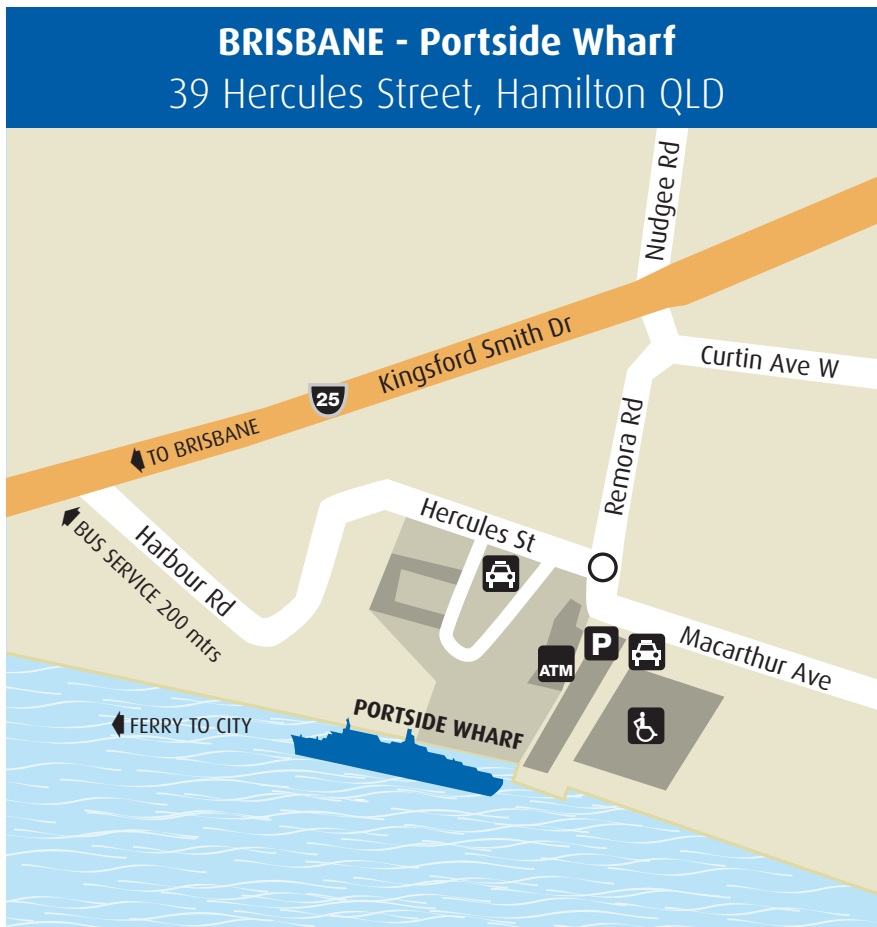 BRISBANE - Portside Wharf
39 Hercules Street, Hamilton QLD
Nudgee Rd
Kingsford Smith Dr
Curtin Ave W
25
TO BRISBANE
Remora Rd
Hercules St
Harbour Rd
BUS SERVICE 200 mtrs
P
Macarthur Ave
ATM
PORTSIDE WHARF
FERRY TO CITY